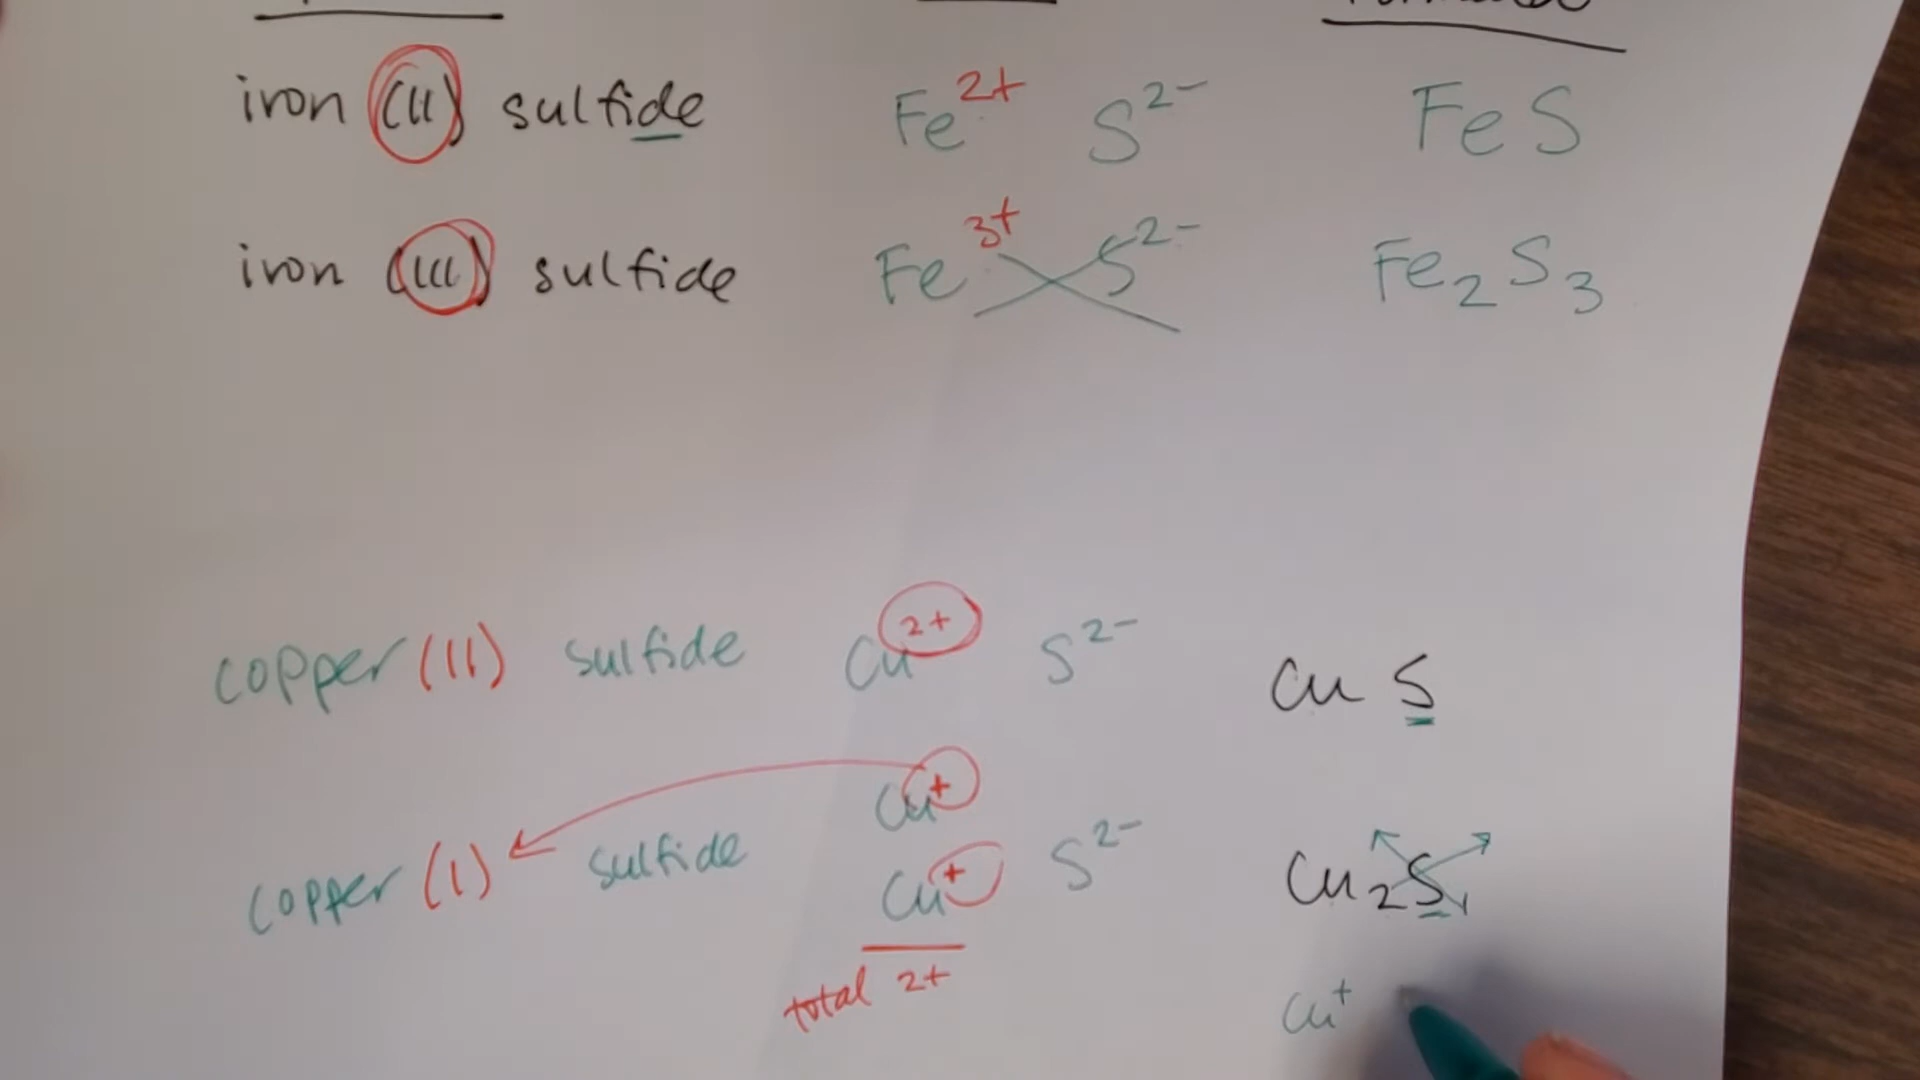 iron (II) sulfide Fe²⁺ S²⁻ FeS
iron (III) sulfide Fe³⁺ S²⁻ Fe₂S₃
copper (II) sulfide Cu²⁺ S²⁻ CuS
Cu⁺
copper (I) sulfide Cu⁺ S²⁻ Cu₂S₁
total 2+
Cu⁺